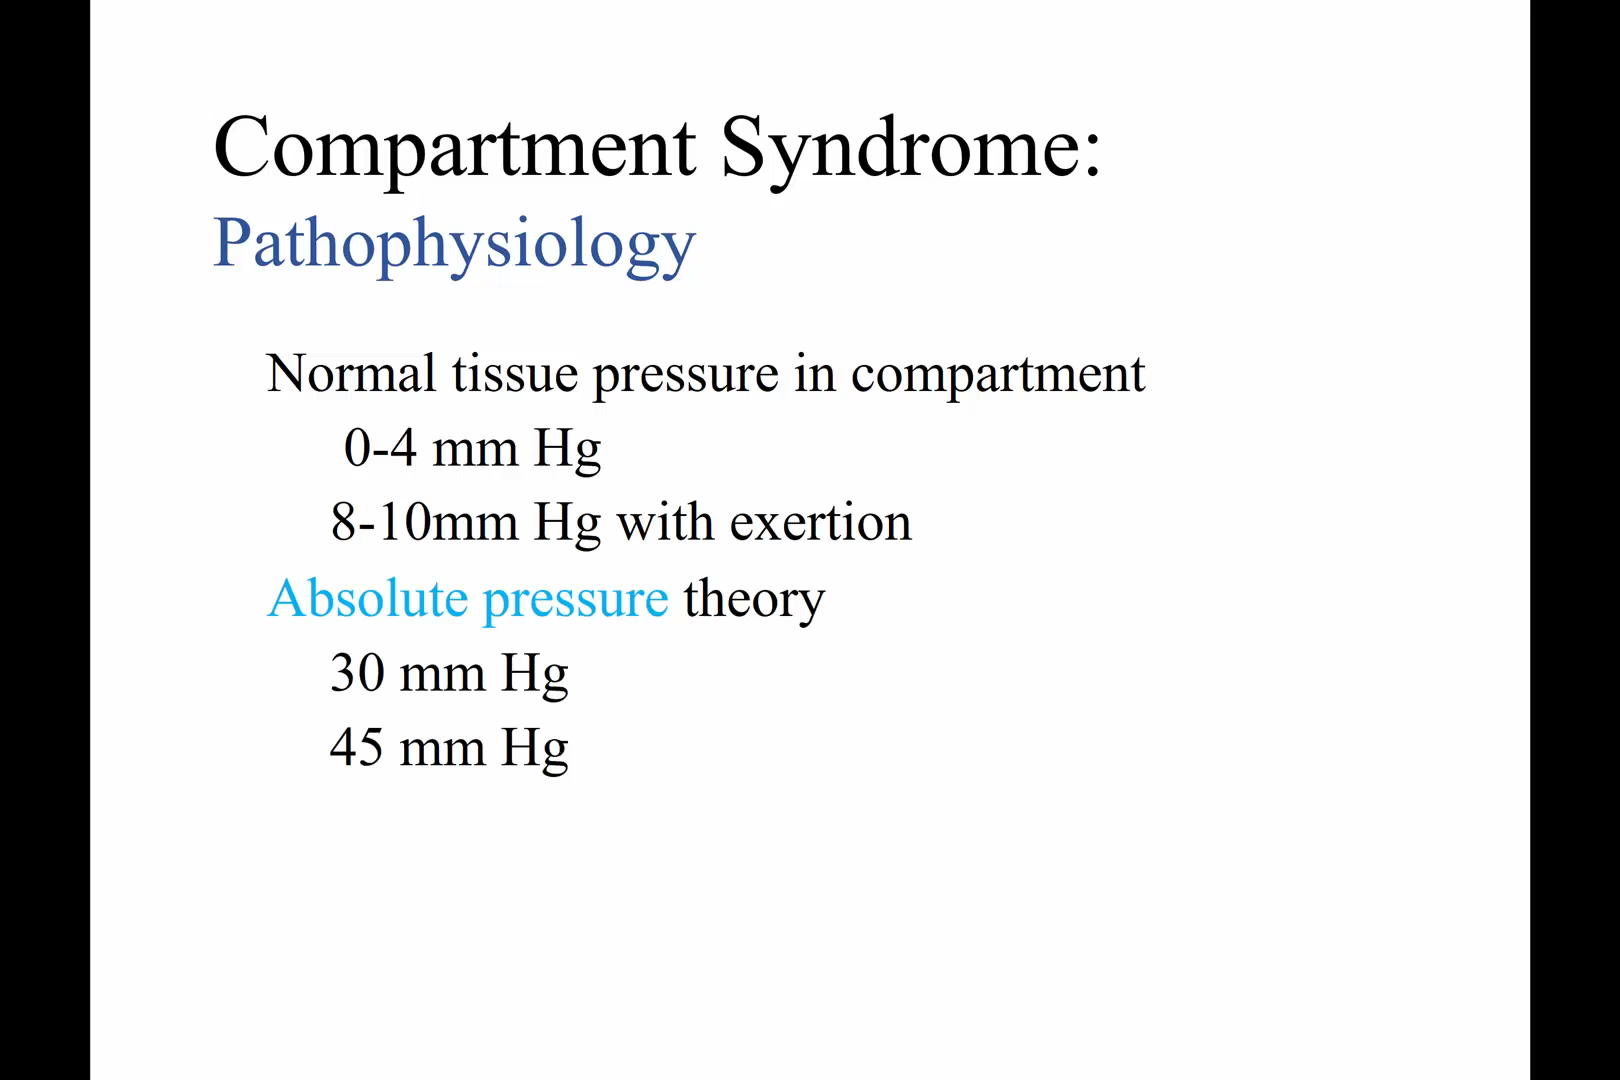 Compartment Syndrome:
Pathophysiology
Normal tissue pressure in compartment
0-4 mm Hg
8-10mm Hg with exertion
Absolute pressure theory
30 mm Hg
45 mm Hg